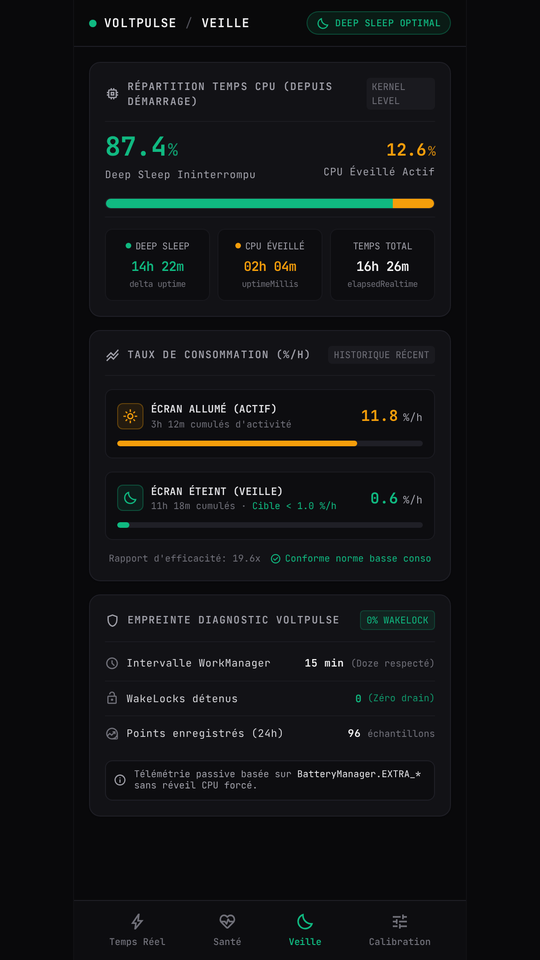 VOLTPULSE / VEILLE
DEEP SLEEP OPTIMAL
RÉPARTITION TEMPS CPU (DEPUIS
DÉMARRAGE)
KERNEL
LEVEL
87.4%
Deep Sleep Ininterrompu
12.6%
CPU Éveillé Actif
DEEP SLEEP
14h 22m
delta uptime
CPU ÉVEILLÉ
02h 04m
uptimeMillis
TEMPS TOTAL
16h 26m
elapsedRealtime
TAUX DE CONSOMMATION (%/H)
HISTORIQUE RÉCENT
ÉCRAN ALLUMÉ (ACTIF)
3h 12m cumulés d'activité
11.8 %/h
ÉCRAN ÉTEINT (VEILLE)
11h 18m cumulés · Cible < 1.0 %/h
0.6 %/h
Rapport d'efficacité: 19.6x
Conforme norme basse conso
EMPREINTE DIAGNOSTIC VOLTPULSE
0% WAKELOCK
Intervalle WorkManager
15 min (Doze respecté)
WakeLocks détenus
0 (Zéro drain)
Points enregistrés (24h)
96 échantillons
Télémétrie passive basée sur BatteryManager.EXTRA_*
sans réveil CPU forcé.
Temps Réel
Santé
Veille
Calibration